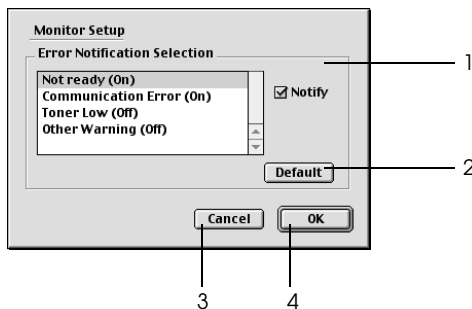 Monitor Setup
Error Notification Selection
1
Not ready (On)
Communication Error (On)
Toner Low (Off)
Other Warning (Off)
Notify
Default
2
Cancel
OK
3
4